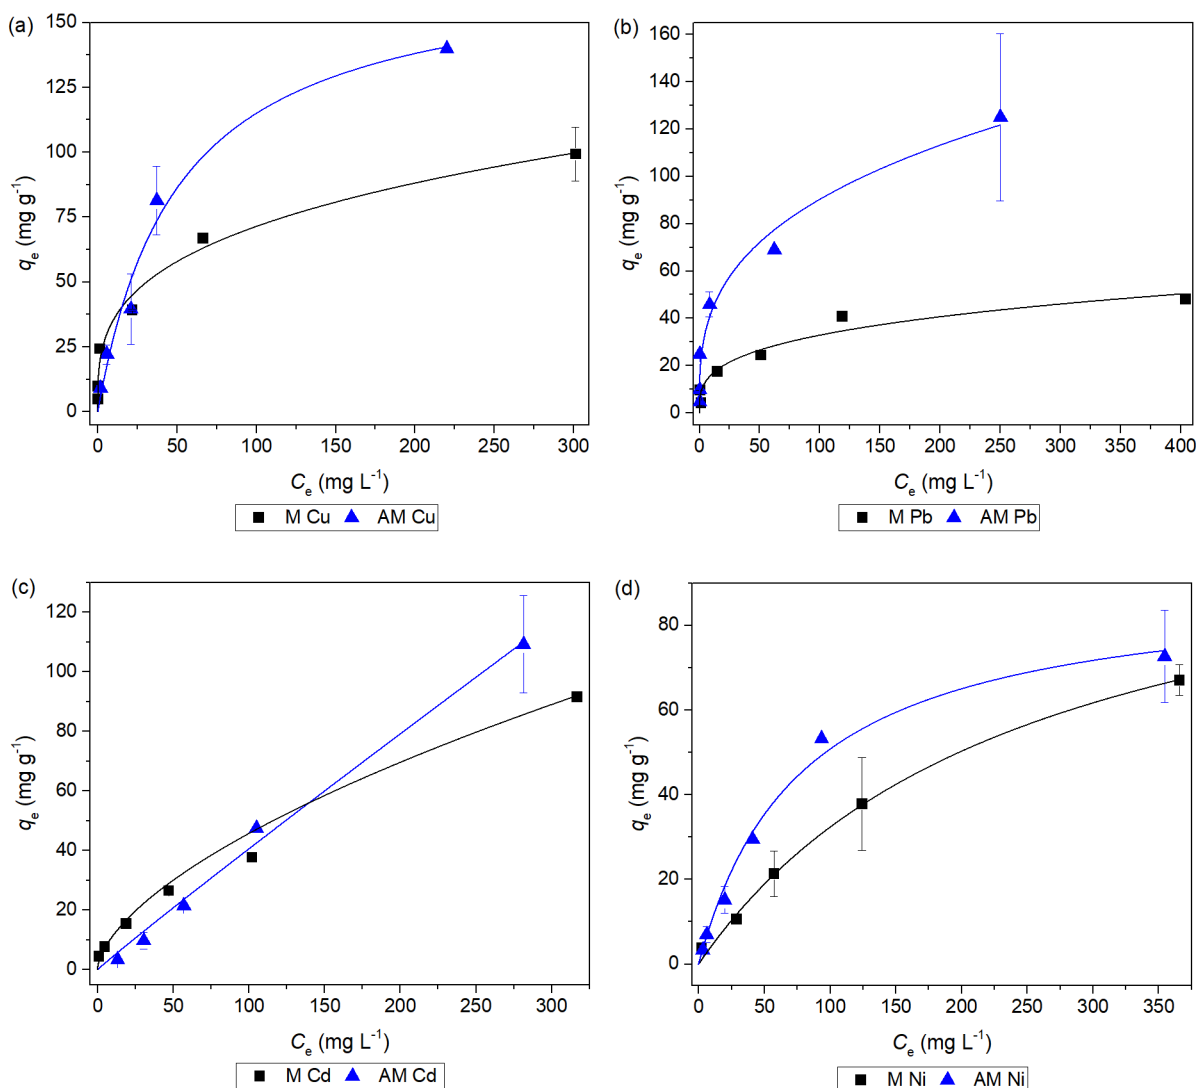 (a)
150
125
100
75
50
25
0
qe (mg g-1)
0 50 100 150 200 250 300
Ce (mg L-1)
M Cu AM Cu
(b)
160
140
120
100
80
60
40
20
0
qe (mg g-1)
0 50 100 150 200 250 300 350 400
Ce (mg L-1)
M Pb AM Pb
(c)
120
100
80
60
40
20
0
qe (mg g-1)
0 50 100 150 200 250 300
Ce (mg L-1)
M Cd AM Cd
(d)
80
60
40
20
0
qe (mg g-1)
0 50 100 150 200 250 300 350
Ce (mg L-1)
M Ni AM Ni